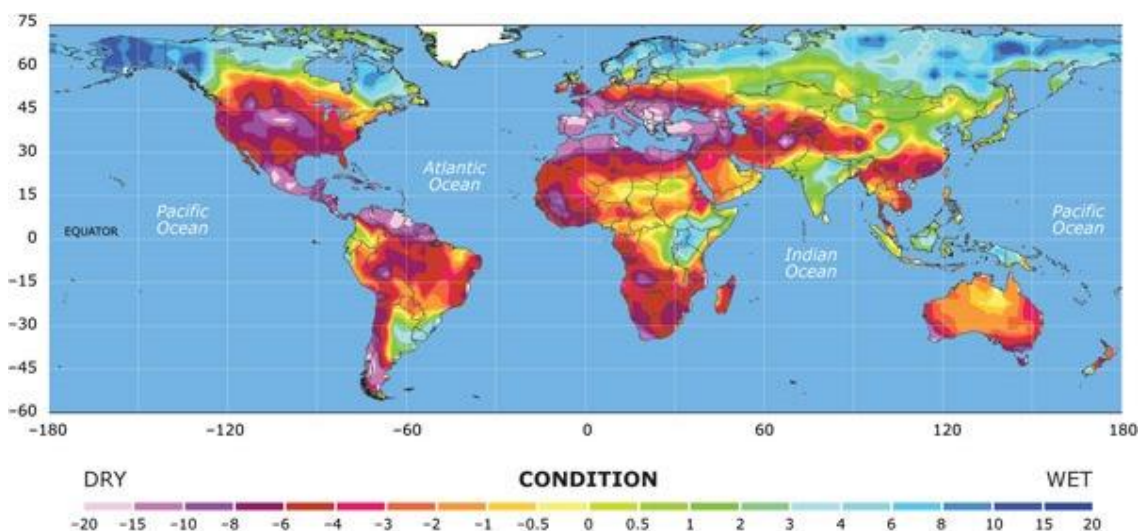 75
60
45
30
15
0
−15
−30
−45
−60
Atlantic
Ocean
EQUATOR
Pacific
Ocean
Indian
Ocean
Pacific
Ocean
−180 −120 −60 0 60 120 180
DRY CONDITION WET
−20 −15 −10 −8 −6 −4 −3 −2 −1 −0.5 0 0.5 1 2 3 4 6 8 10 15 20